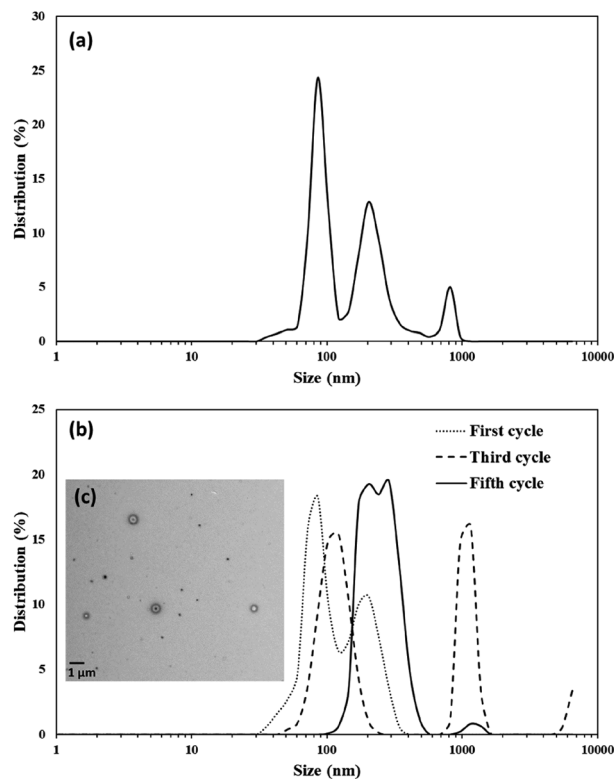 (a)
30
25
20
15
10
5
0
Distribution (%)
1 10 100 1000 10000
Size (nm)
(b)
25
20
15
10
5
0
Distribution (%)
First cycle
Third cycle
Fifth cycle
(c)
1 µm
1 10 100 1000 10000
Size (nm)